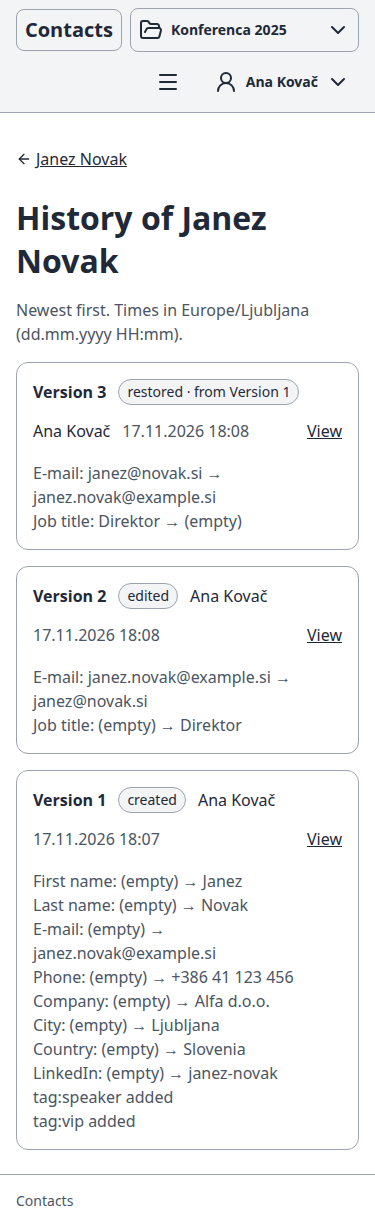 Contacts
Konferenca 2025
Ana Kovač
← Janez Novak
History of Janez
Novak
Newest first. Times in Europe/Ljubljana
(dd.mm.yyyy HH:mm).
Version 3 restored · from Version 1
Ana Kovač 17.11.2026 18:08 View
E-mail: janez@novak.si →
janez.novak@example.si
Job title: Direktor → (empty)
Version 2 edited Ana Kovač
17.11.2026 18:08 View
E-mail: janez.novak@example.si →
janez@novak.si
Job title: (empty) → Direktor
Version 1 created Ana Kovač
17.11.2026 18:07 View
First name: (empty) → Janez
Last name: (empty) → Novak
E-mail: (empty) →
janez.novak@example.si
Phone: (empty) → +386 41 123 456
Company: (empty) → Alfa d.o.o.
City: (empty) → Ljubljana
Country: (empty) → Slovenia
LinkedIn: (empty) → janez-novak
tag:speaker added
tag:vip added
Contacts